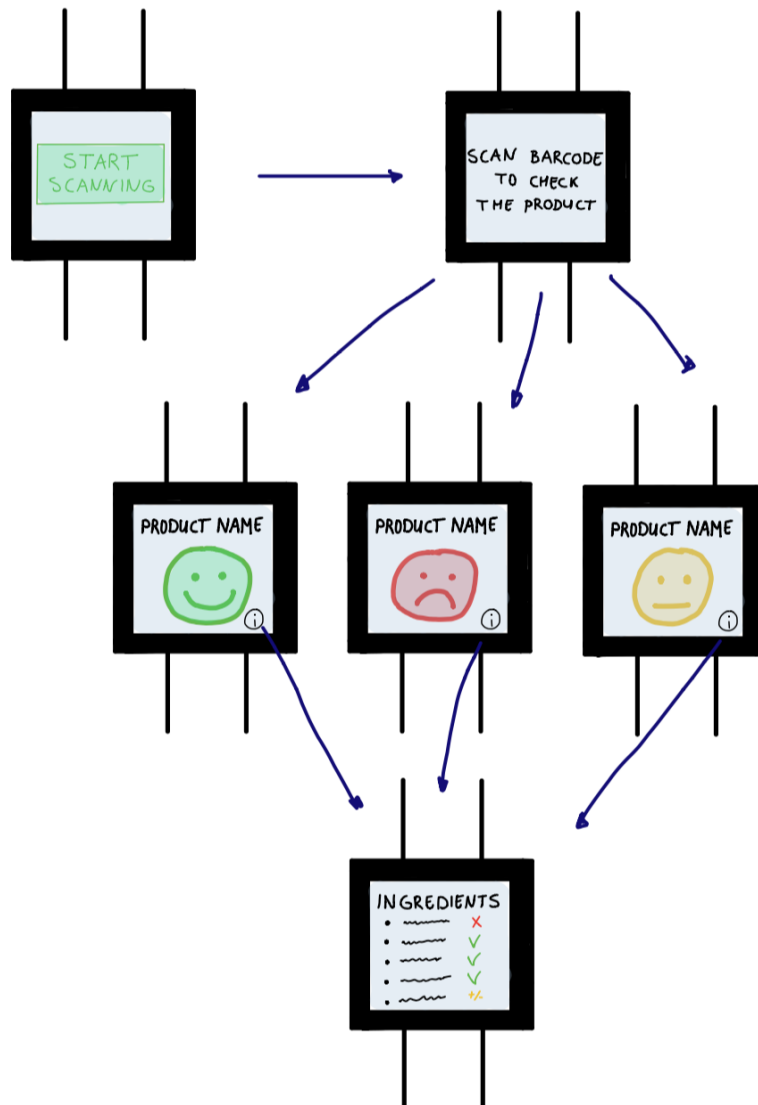 START
SCANNING
SCAN BARCODE
TO CHECK
THE PRODUCT
PRODUCT NAME
i
PRODUCT NAME
i
PRODUCT NAME
i
INGREDIENTS
x
✓
✓
✓
+/-